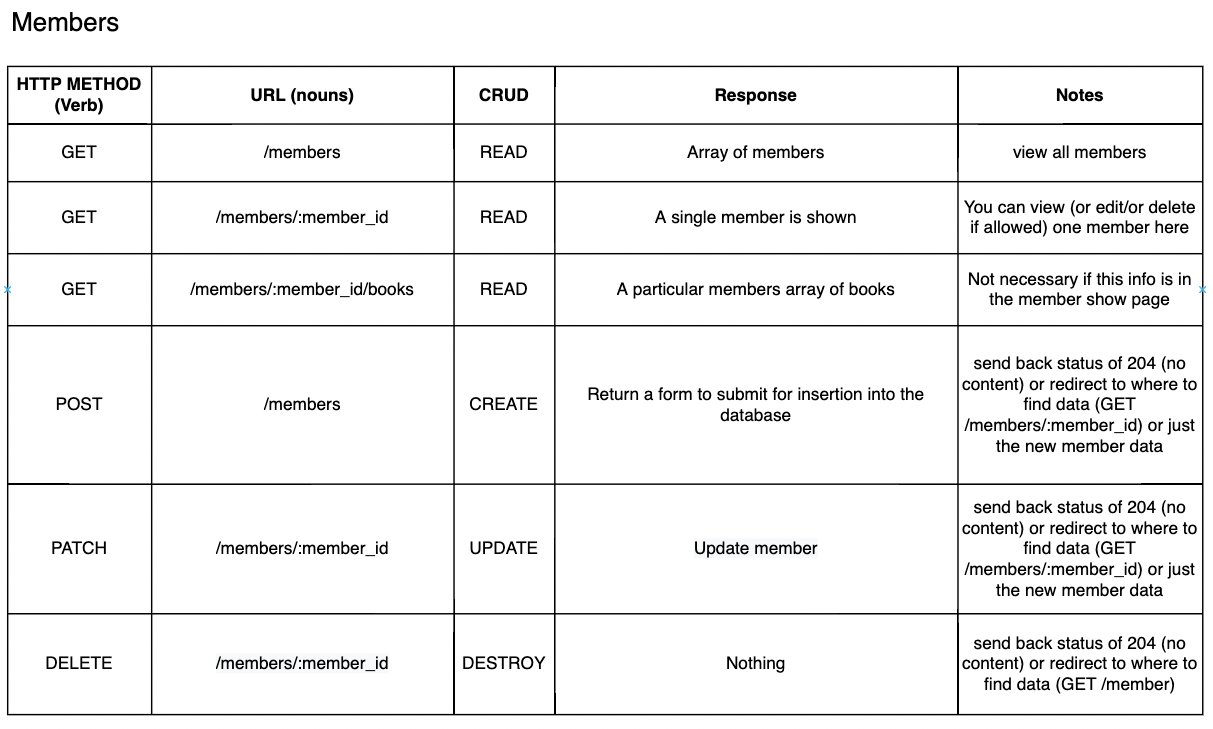 Members
HTTP METHOD
(Verb)
URL (nouns)
CRUD
Response
Notes
GET
/members
READ
Array of members
view all members
GET
/members/:member_id
READ
A single member is shown
You can view (or edit/or delete
if allowed) one member here
GET
/members/:member_id/books
READ
A particular members array of books
Not necessary if this info is in
the member show page
POST
/members
CREATE
Return a form to submit for insertion into the
database
send back status of 204 (no
content) or redirect to where to
find data (GET
/members/:member_id) or just
the new member data
PATCH
/members/:member_id
UPDATE
Update member
send back status of 204 (no
content) or redirect to where to
find data (GET
/members/:member_id) or just
the new member data
DELETE
/members/:member_id
DESTROY
Nothing
send back status of 204 (no
content) or redirect to where to
find data (GET /member)